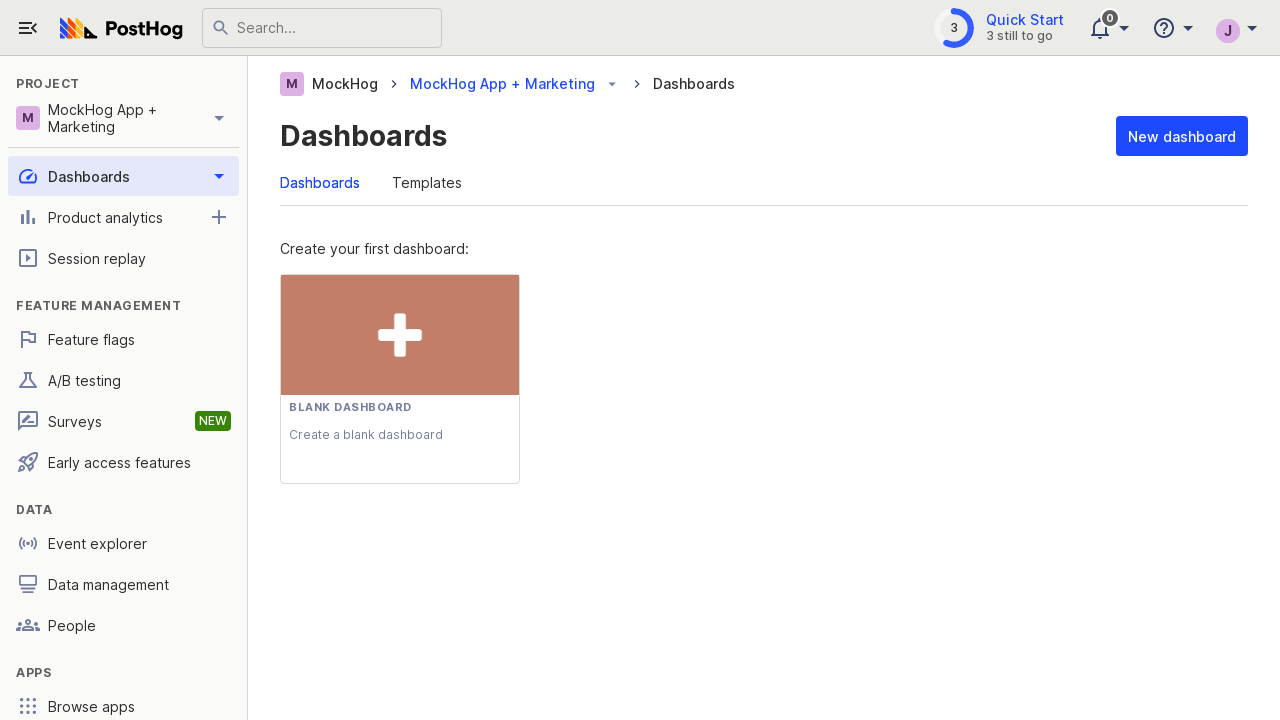 PostHog
Search...
3
Quick Start
3 still to go
0
J
PROJECT
M
MockHog App +
Marketing
Dashboards
Product analytics
Session replay
FEATURE MANAGEMENT
Feature flags
A/B testing
Surveys
NEW
Early access features
DATA
Event explorer
Data management
People
APPS
Browse apps
M MockHog > MockHog App + Marketing > Dashboards
Dashboards
New dashboard
Dashboards
Templates
Create your first dashboard:
BLANK DASHBOARD
Create a blank dashboard